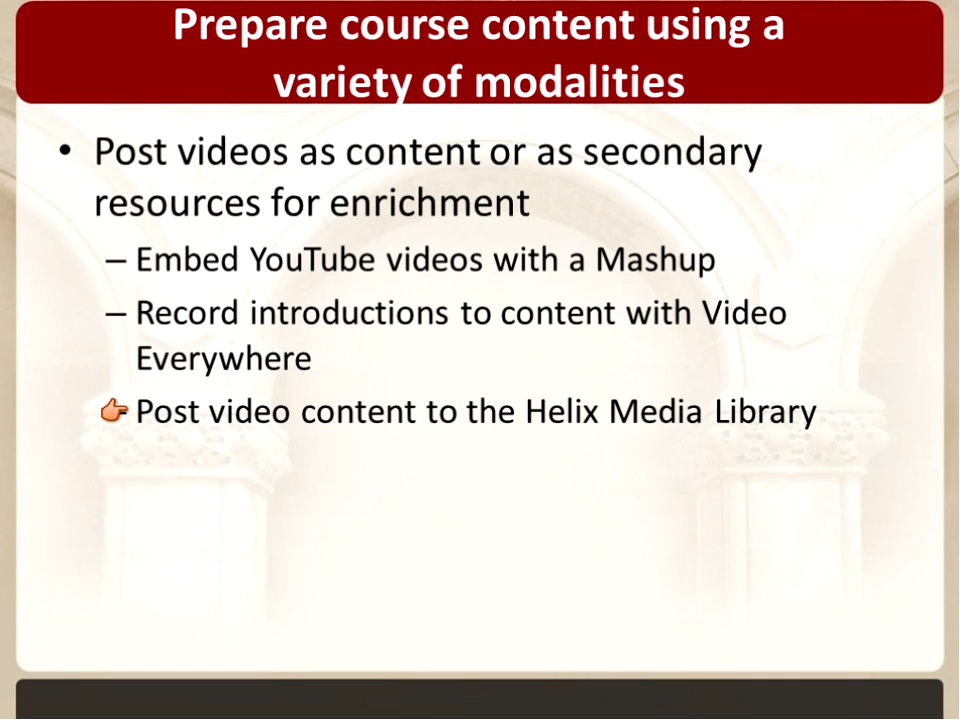 Prepare course content using a
variety of modalities
• Post videos as content or as secondary
resources for enrichment
– Embed YouTube videos with a Mashup
– Record introductions to content with Video
Everywhere
Post video content to the Helix Media Library